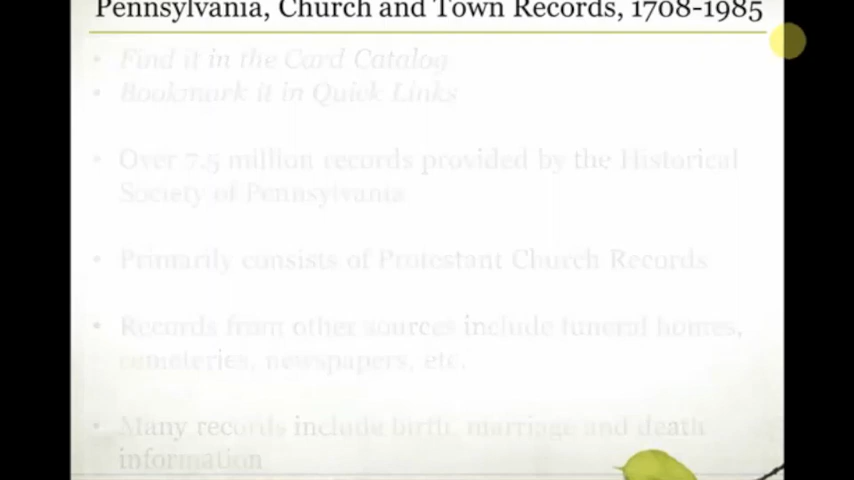 Pennsylvania, Church and Town Records, 1708-1985
• Find it in the Card Catalog
• Bookmark it in Quick Links
• Over 7.5 million records provided by the Historical
Society of Pennsylvania
• Primarily consists of Protestant Church Records
• Records from other sources include funeral homes,
cemeteries, newspapers, etc.
• Many records include birth, marriage and death
information